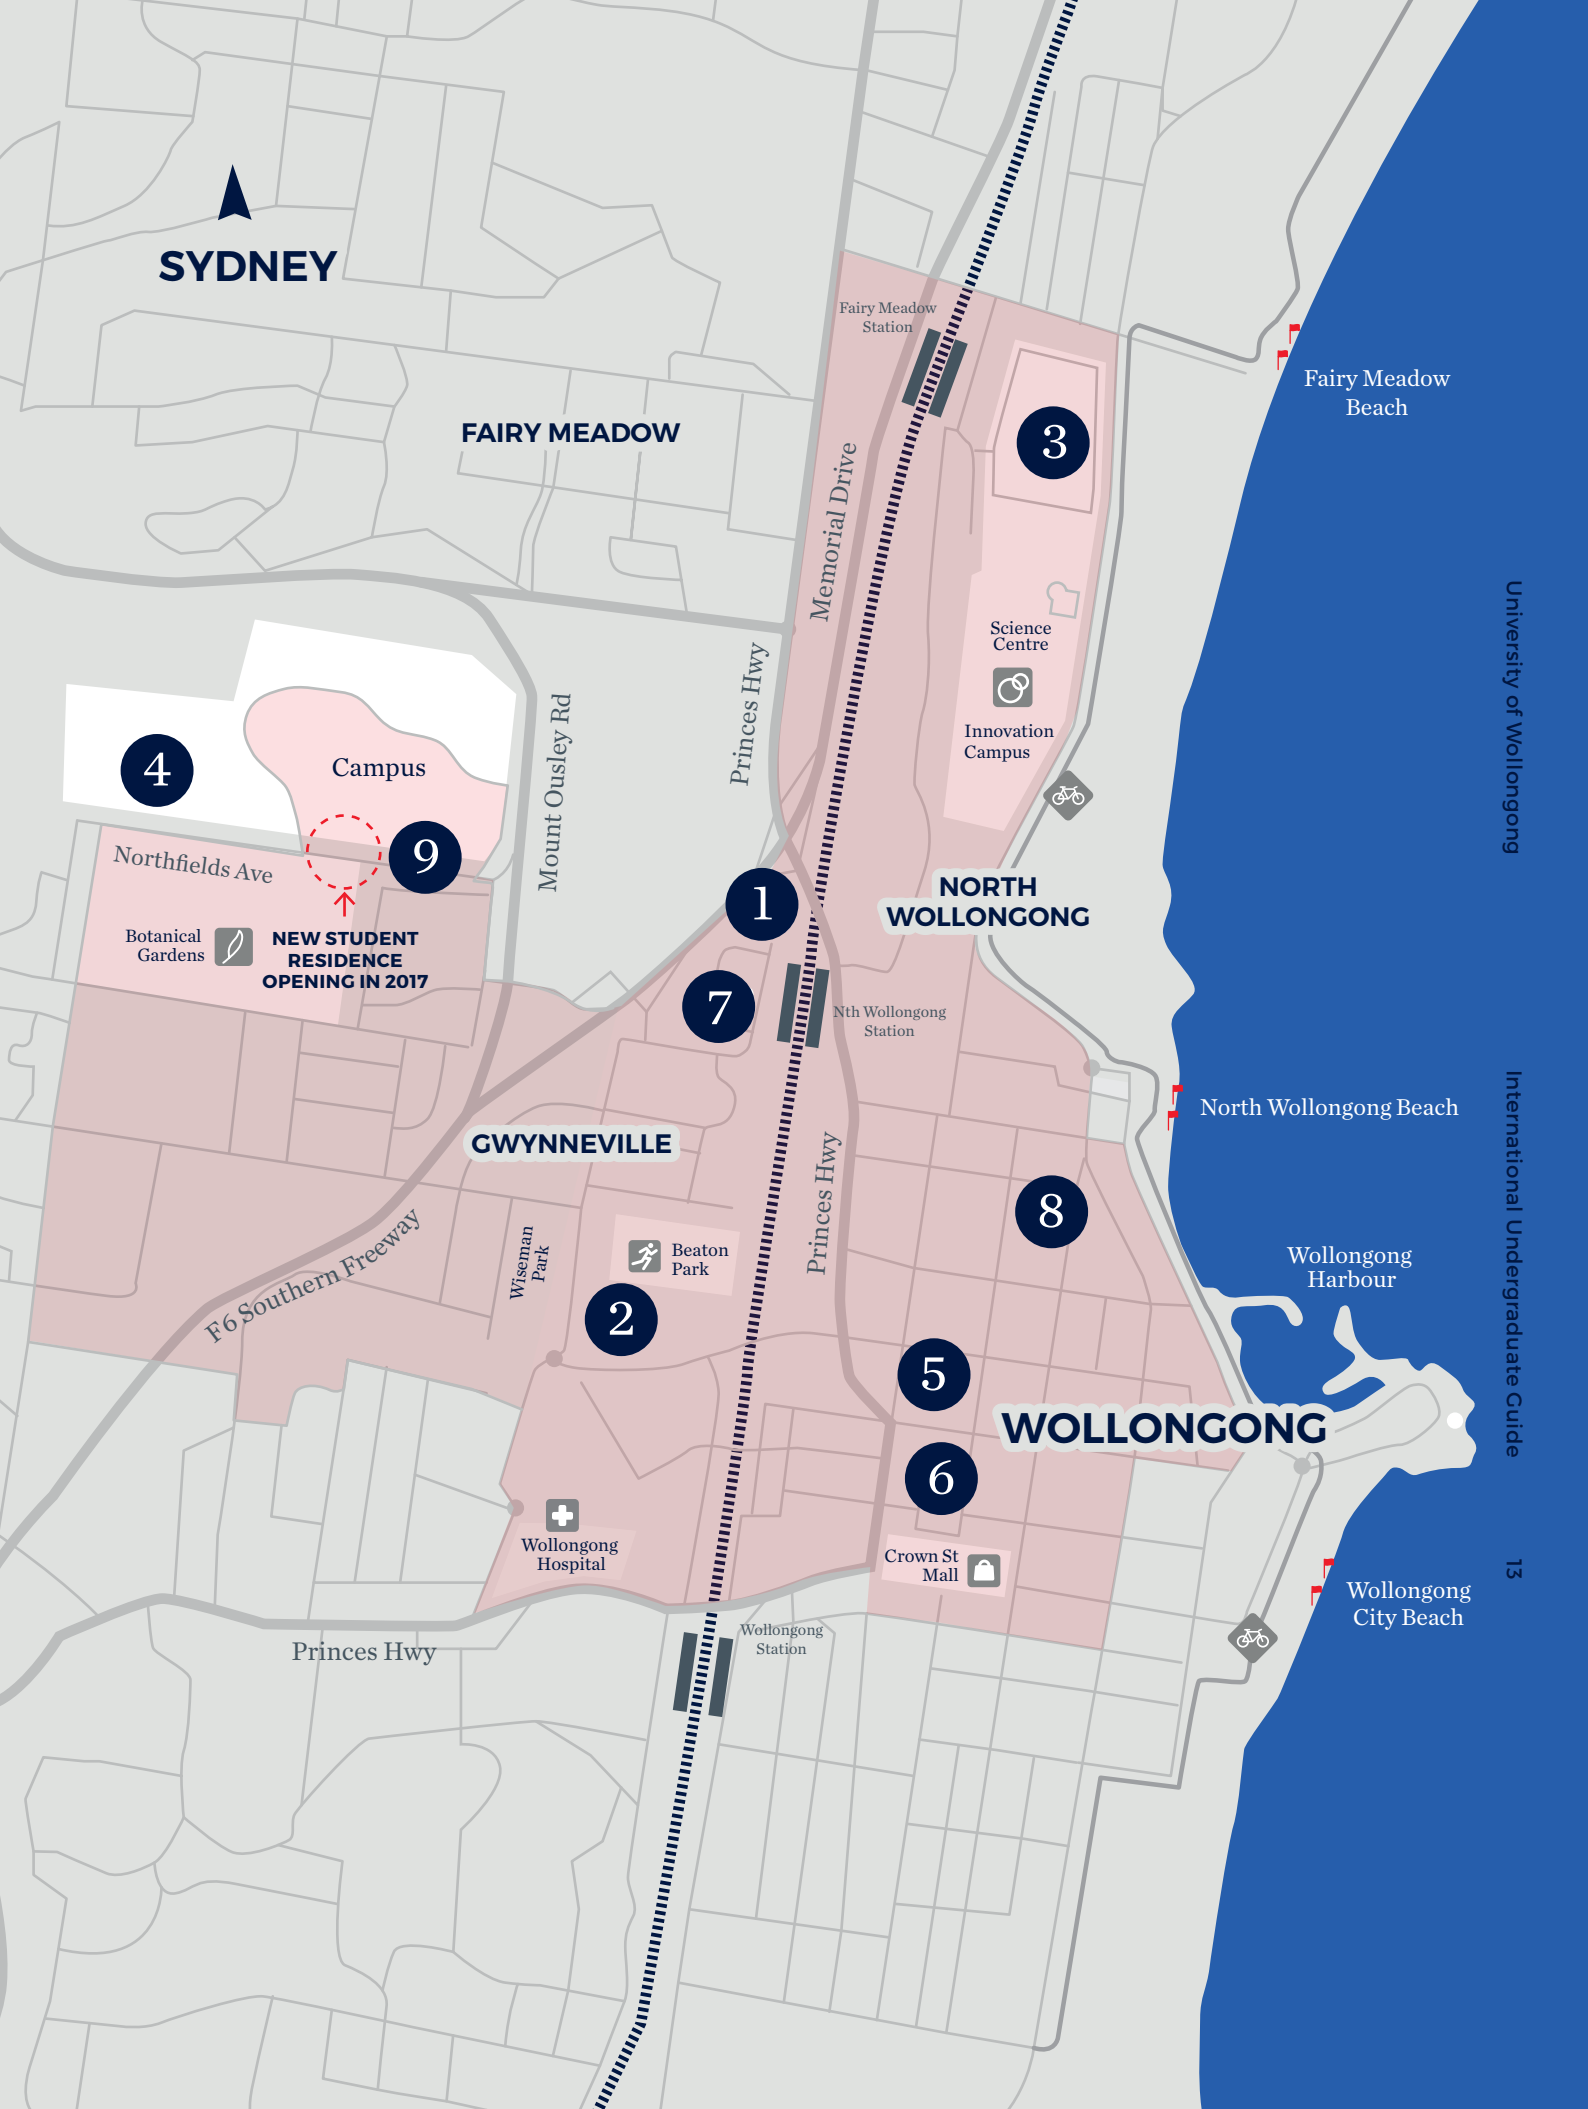 SYDNEY
Fairy Meadow
Station
Fairy Meadow
Beach
FAIRY MEADOW
3
Memorial Drive
Science
Centre
Innovation
Campus
Princes Hwy
Mount Ousley Rd
4
Campus
9
Northfields Ave
Botanical
Gardens
NEW STUDENT
RESIDENCE
OPENING IN 2017
1
NORTH
WOLLONGONG
7
Nth Wollongong
Station
North Wollongong Beach
GWYNNEVILLE
Princes Hwy
8
Wiseman
Park
Beaton
Park
F6 Southern Freeway
2
Wollongong
Harbour
5
WOLLONGONG
6
Wollongong
Hospital
Crown St
Mall
Wollongong
City Beach
Princes Hwy
Wollongong
Station
University of Wollongong
International Undergraduate Guide
13